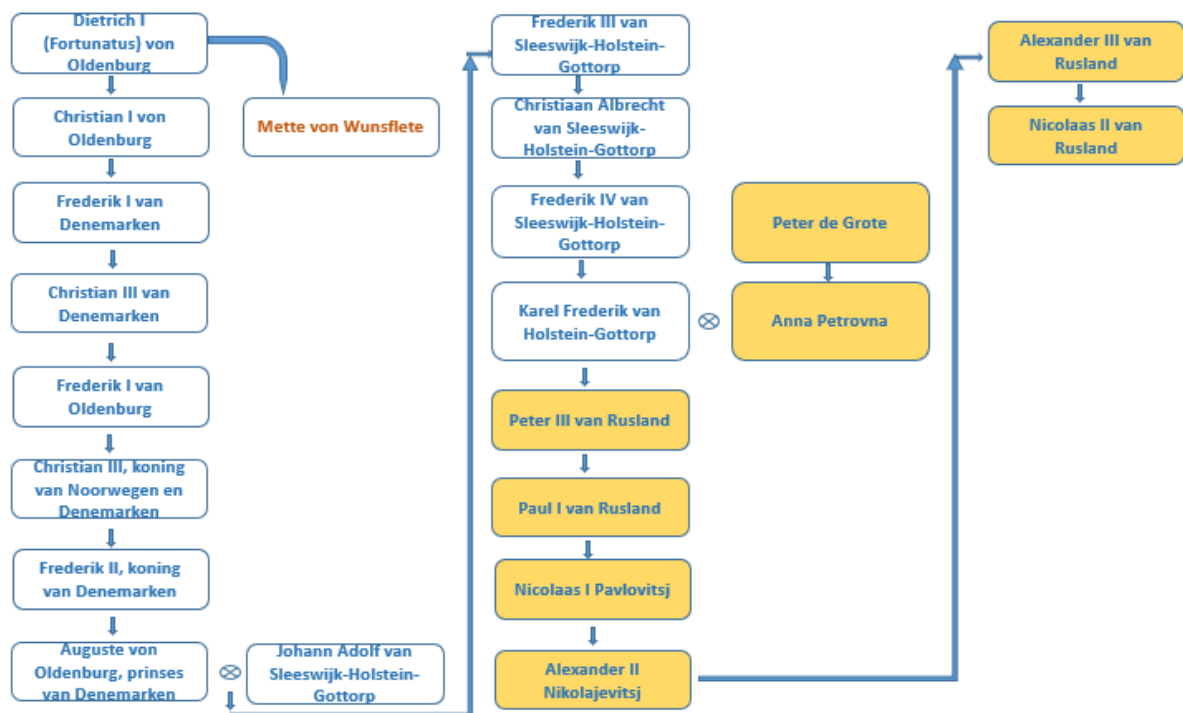 Dietrich I
(Fortunatus) von
Oldenburg
Mette von Wunsflete
Christian I von
Oldenburg
Frederik I van
Denemarken
Christian III van
Denemarken
Frederik I van
Oldenburg
Christian III, koning
van Noorwegen en
Denemarken
Frederik II, koning
van Denemarken
Auguste von
Oldenburg, prinses
van Denemarken
Johann Adolf van
Sleeswijk-Holstein-
Gottorp
Frederik III van
Sleeswijk-Holstein-
Gottorp
Christiaan Albrecht
van Sleeswijk-
Holstein-Gottorp
Frederik IV van
Sleeswijk-Holstein-
Gottorp
Karel Frederik van
Holstein-Gottorp
Peter de Grote
Anna Petrovna
Peter III van Rusland
Paul I van Rusland
Nicolaas I Pavlovitsj
Alexander II
Nikolajevitsj
Alexander III van
Rusland
Nicolaas II van
Rusland